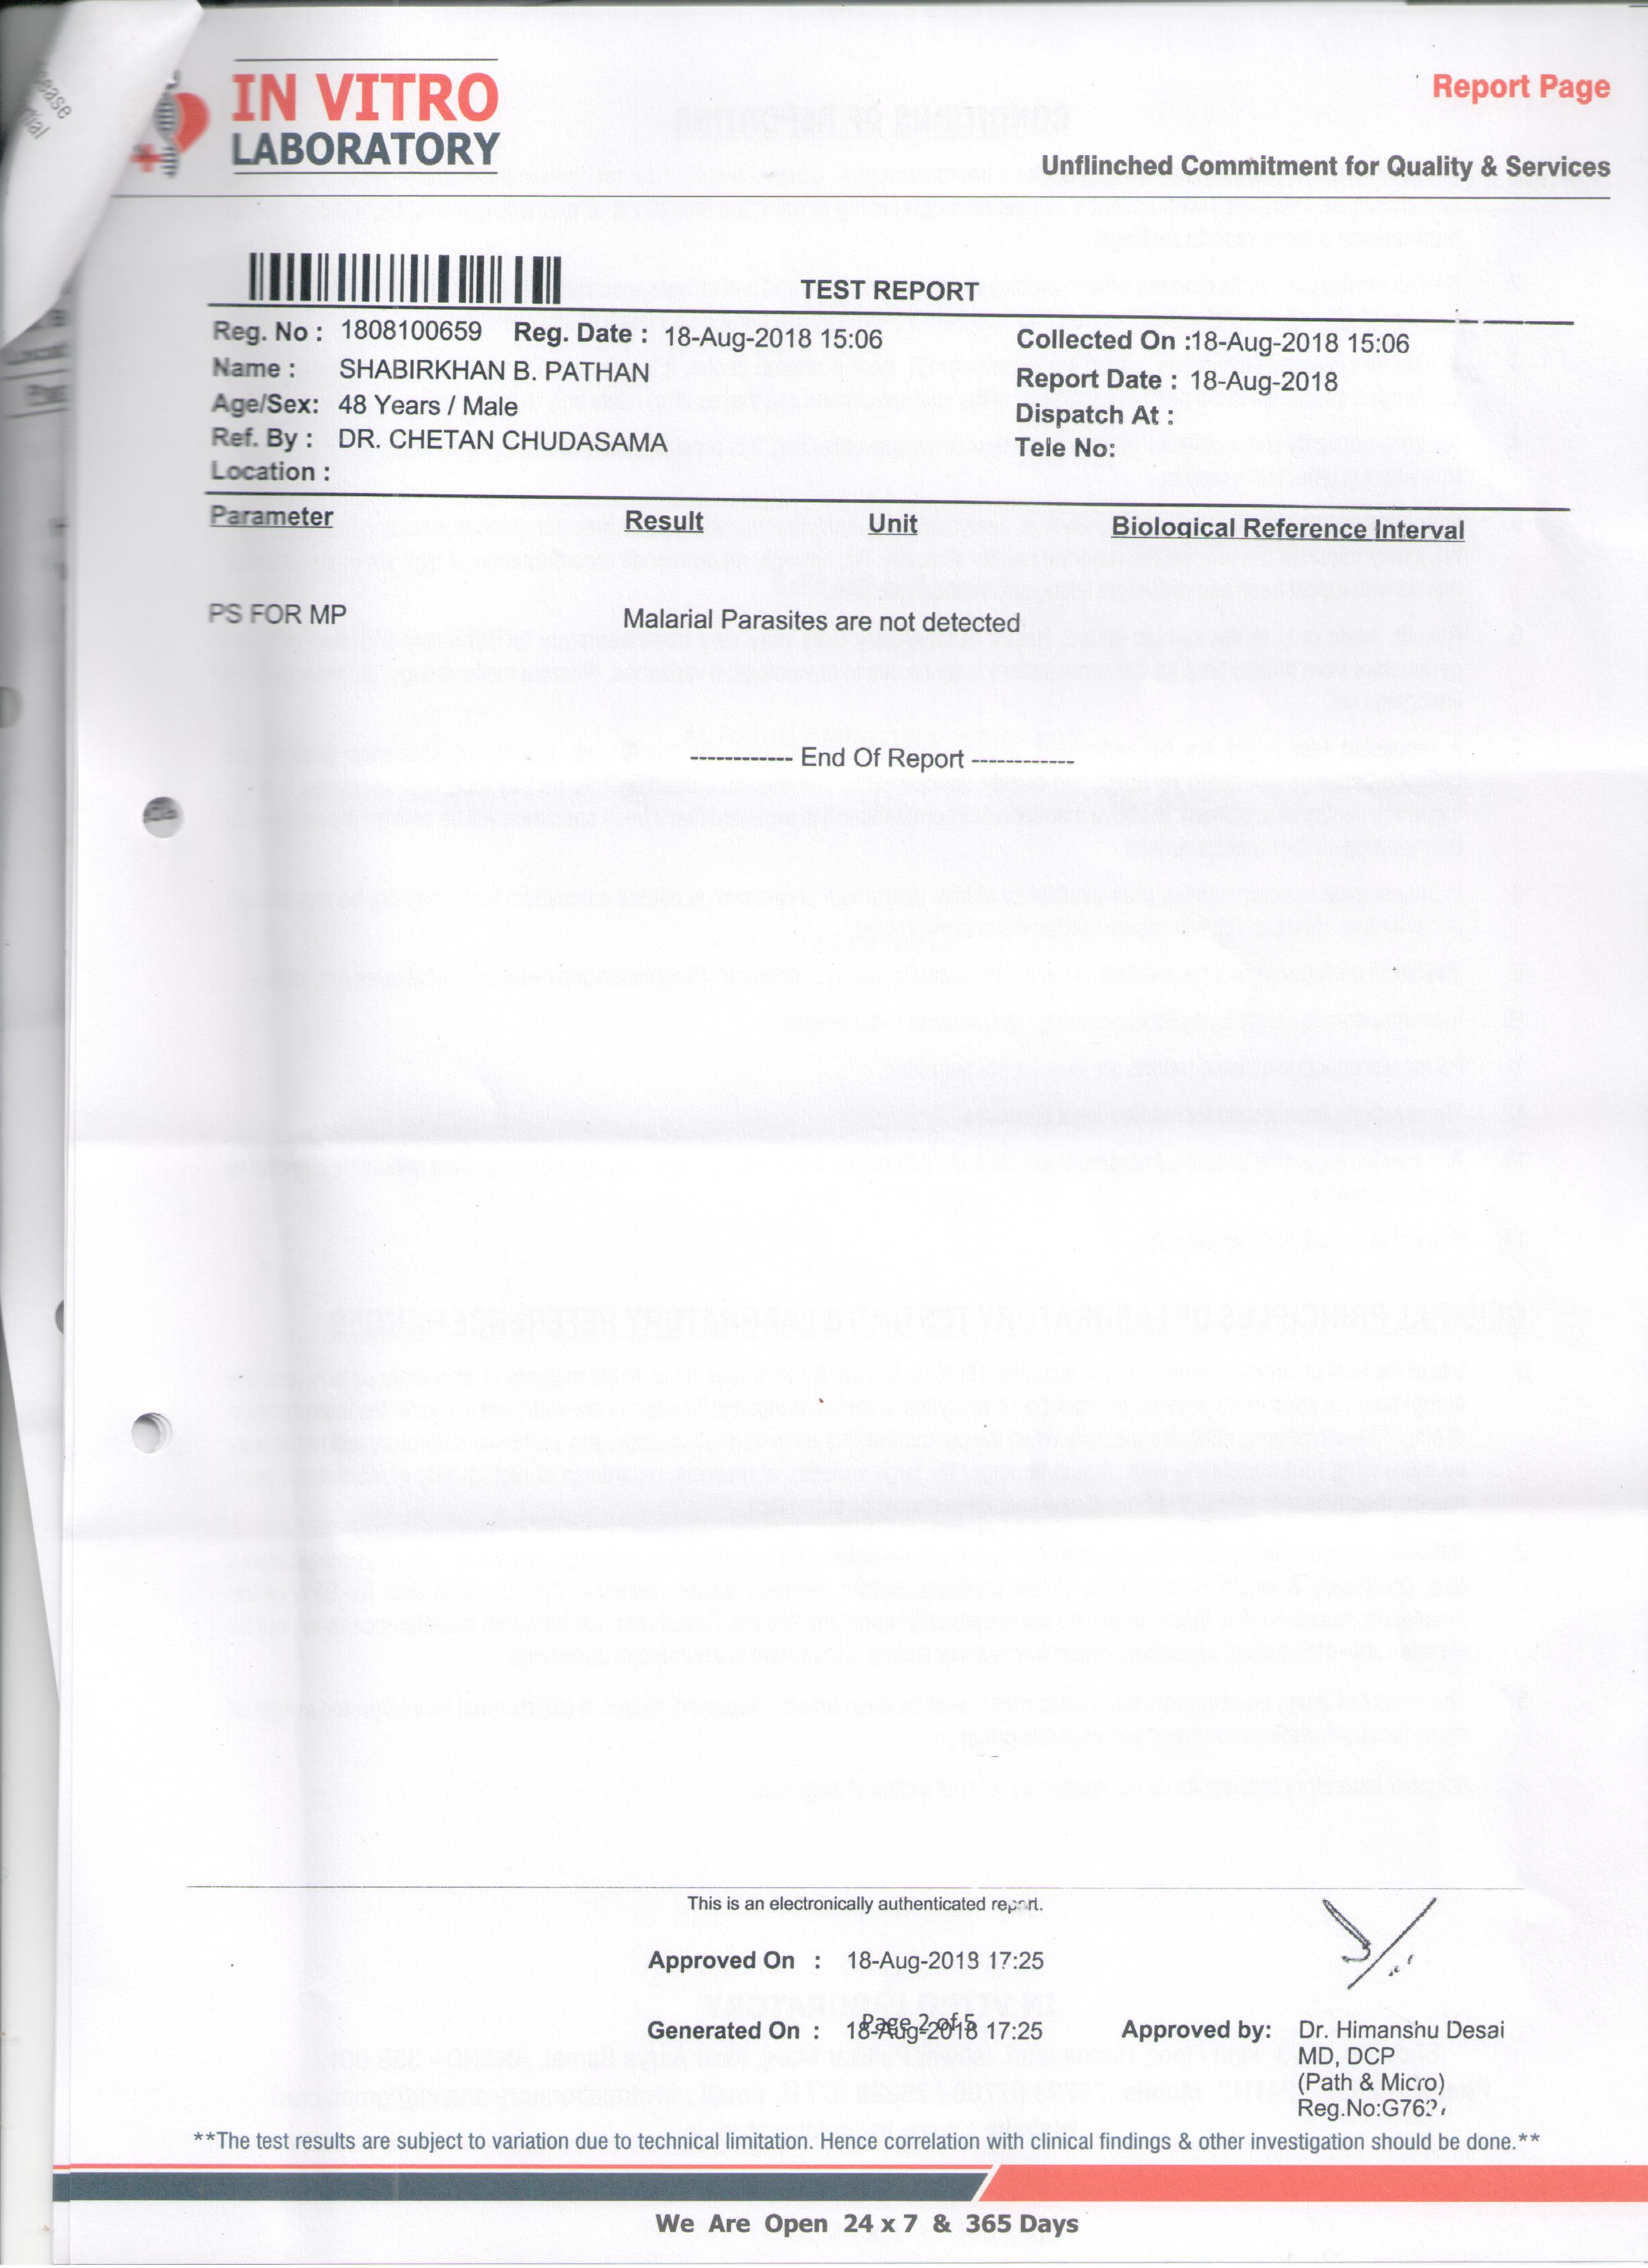 IN VITRO
LABORATORY
Report Page
Unflinched Commitment for Quality & Services
TEST REPORT
Reg. No : 1808100659 Reg. Date : 18-Aug-2018 15:06 Collected On :18-Aug-2018 15:06
Name : SHABIRKHAN B. PATHAN Report Date : 18-Aug-2018
Age/Sex: 48 Years / Male Dispatch At :
Ref. By : DR. CHETAN CHUDASAMA Tele No:
Location :
Parameter Result Unit Biological Reference Interval
PS FOR MP Malarial Parasites are not detected
------------ End Of Report ------------
This is an electronically authenticated report.
Approved On : 18-Aug-2018 17:25
Page 2 of 5
Generated On : 18-Aug-2018 17:25 Approved by: Dr. Himanshu Desai
MD, DCP
(Path & Micro)
Reg.No:
**The test results are subject to variation due to technical limitation. Hence correlation with clinical findings & other investigation should be done.**
We Are Open 24 x 7 & 365 Days